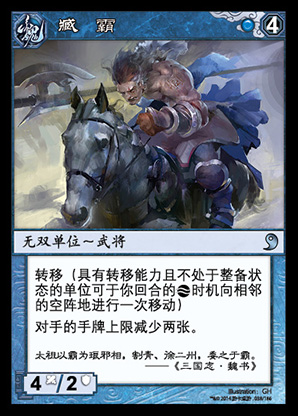 魏
臧 霸
4
无双单位~武将
转移（具有转移能力且不处于整备状
态的单位可于你回合的 时机向相邻
的空阵地进行一次移动）
对手的手牌上限减少两张。
太祖以霸为琅邪相，割青、徐二州，委之于霸。
——《三国志·魏书》
4 /2
Illustration: GH